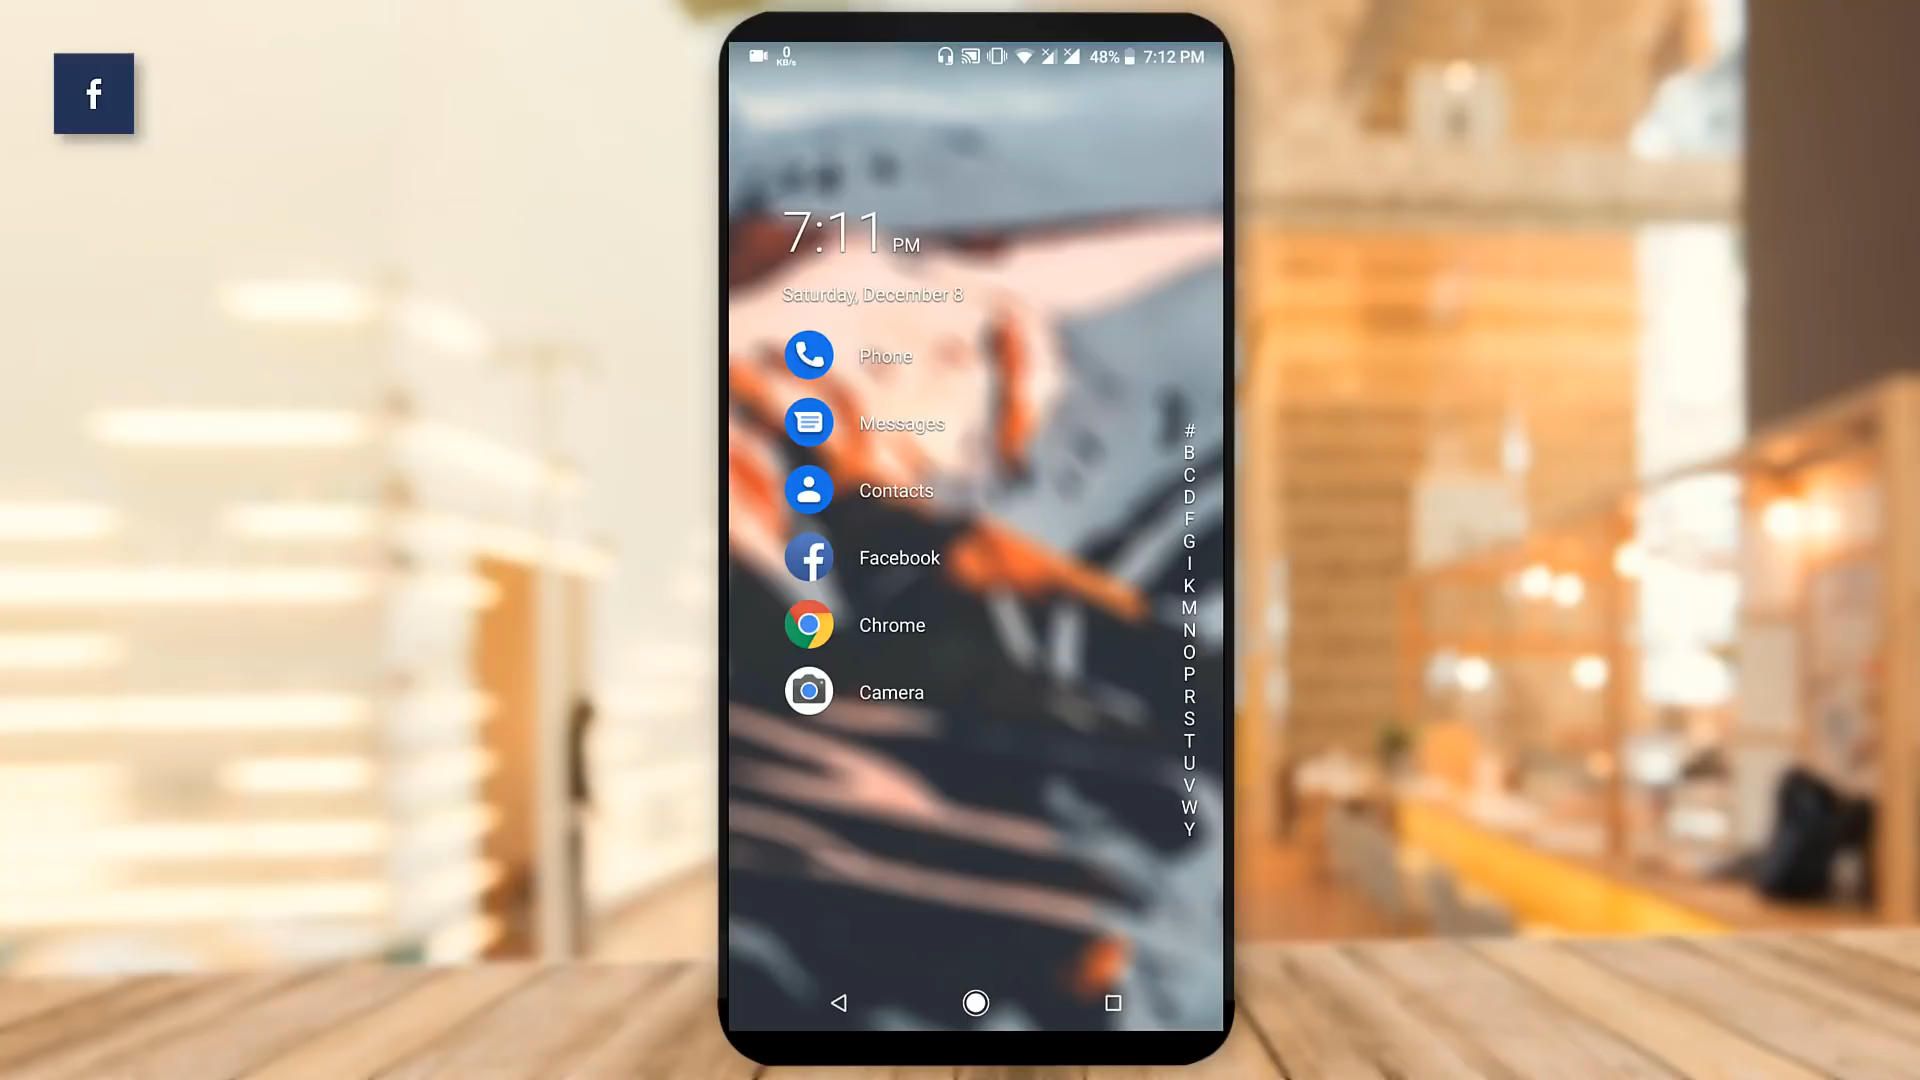 f
0
KB/s
48%
7:12 PM
7:11 PM
Saturday, December 8
Phone
Messages
Contacts
Facebook
Chrome
Camera
#
B
C
D
F
G
I
K
M
N
O
P
R
S
T
U
V
W
Y